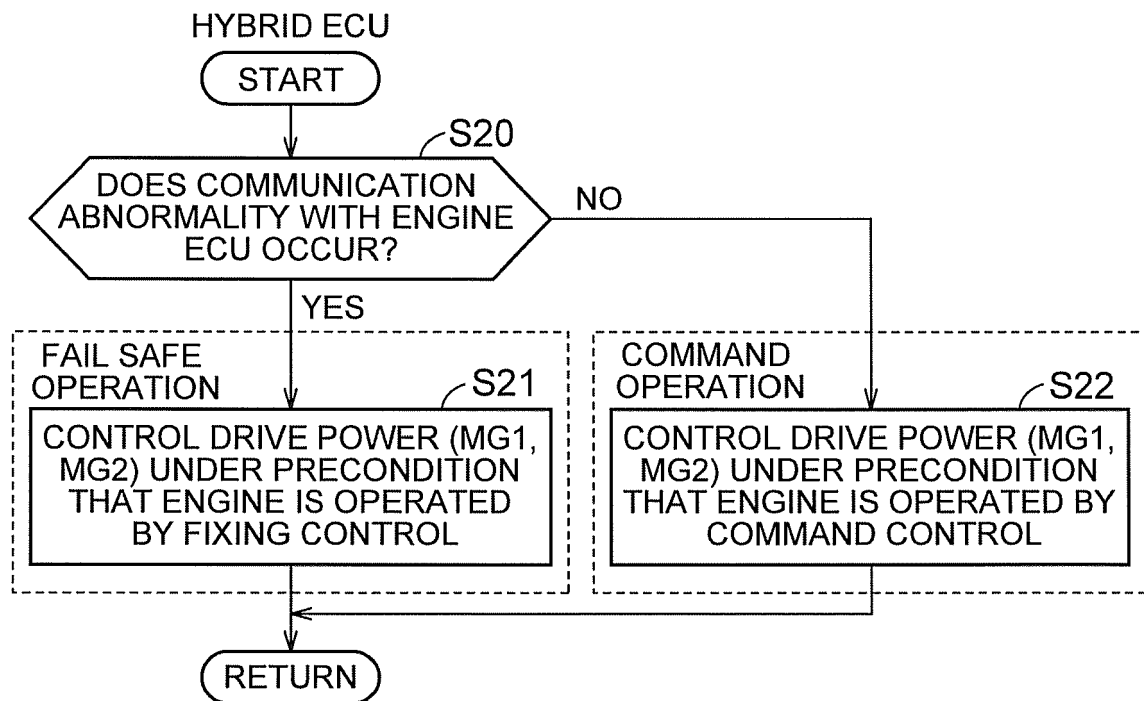 HYBRID ECU
START
S20
DOES COMMUNICATION
ABNORMALITY WITH ENGINE
ECU OCCUR?
NO
YES
FAIL SAFE
OPERATION
S21
CONTROL DRIVE POWER (MG1,
MG2) UNDER PRECONDITION
THAT ENGINE IS OPERATED
BY FIXING CONTROL
COMMAND
OPERATION
S22
CONTROL DRIVE POWER (MG1,
MG2) UNDER PRECONDITION
THAT ENGINE IS OPERATED BY
COMMAND CONTROL
RETURN